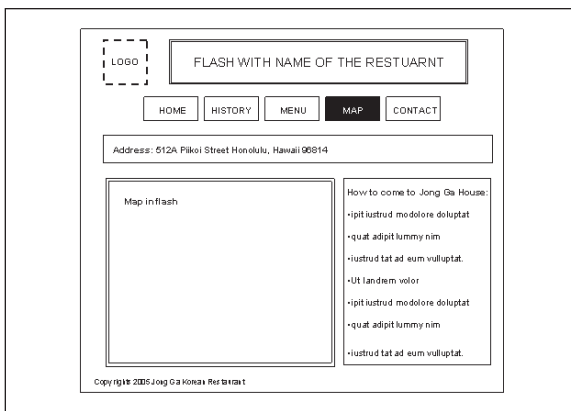 LOGO
FLASH WITH NAME OF THE RESTUARNT
HOME HISTORY MENU MAP CONTACT
Address: 512A Piikoi Street Honolulu, Hawaii 96814
Map in flash
How to come to Jong Ga House:
•ipit iustrud modolore doluptat
•quat adipit lummy nim
•iustrud tat ad eum vulluptat.
•Ut landrem volor
•ipit iustrud modolore doluptat
•quat adipit lummy nim
•iustrud tat ad eum vulluptat.
Copy rights 2005 Jong Ga Korean Restaurant